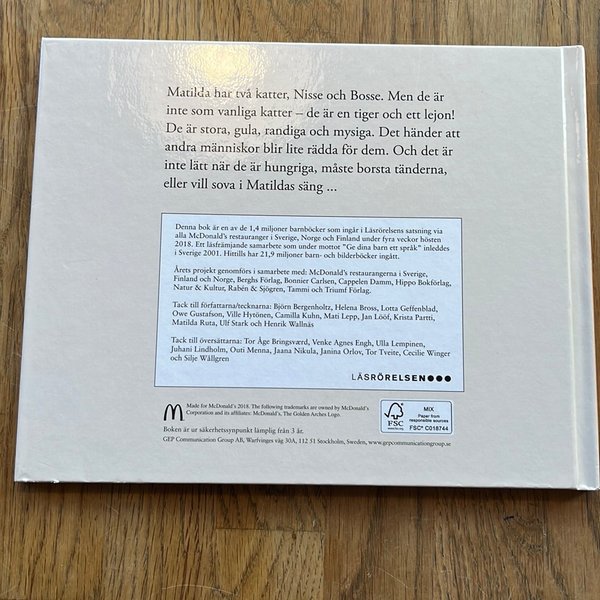 Matilda har två katter, Nisse och Bosse. Men de är
inte som vanliga katter – de är en tiger och ett lejon!
De är stora, gula, randiga och mysiga. Det händer att
andra människor blir lite rädda för dem. Och det är
inte lätt när de är hungriga, måste borsta tänderna,
eller vill sova i Matildas säng ...
Denna bok är en av de 1,4 miljoner barnböcker som ingår i Läsrörelsens satsning via
alla McDonald's restauranger i Sverige, Norge och Finland under fyra veckor hösten
2018. Ett läsfrämjande samarbete som under mottot "Ge dina barn ett språk" inleddes
i Sverige 2001. Hittills har 21,9 miljoner barn- och bilderböcker ingått.
Årets projekt genomförs i samarbete med: McDonald's restaurangerna i Sverige,
Finland och Norge, Berghs Förlag, Bonnier Carlsen, Cappelen Damm, Hippo Bokförlag,
Natur & Kultur, Rabén & Sjögren, Tammi och Triumf Förlag.
Tack till författarna/tecknarna: Björn Bergenholtz, Helena Bross, Lotta Geffenblad,
Owe Gustafson, Ville Hytönen, Camilla Kuhn, Mati Lepp, Jan Lööf, Krista Partti,
Matilda Ruta, Ulf Stark och Henrik Wallnäs
Tack till översättarna: Tor Åge Bringsværd, Venke Agnes Engh, Ulla Lempinen,
Juhani Lindholm, Outi Menna, Jaana Nikula, Janina Orlov, Tor Tveite, Cecilie Winger
och Silje Wållgren
LÄSRÖRELSEN
Made for McDonald's 2018. The following trademarks are owned by McDonald's
Corporation and its affiliates: McDonald's, The Golden Arches Logo.
Boken är ur säkerhetssynpunkt lämplig från 3 år.
GEP Communication Group AB, Warfvinges väg 30A, 112 51 Stockholm, Sweden, www.gepcommunicationgroup.se
FSC
www.fsc.org
MIX
Paper from
responsible sources
FSC® C018744